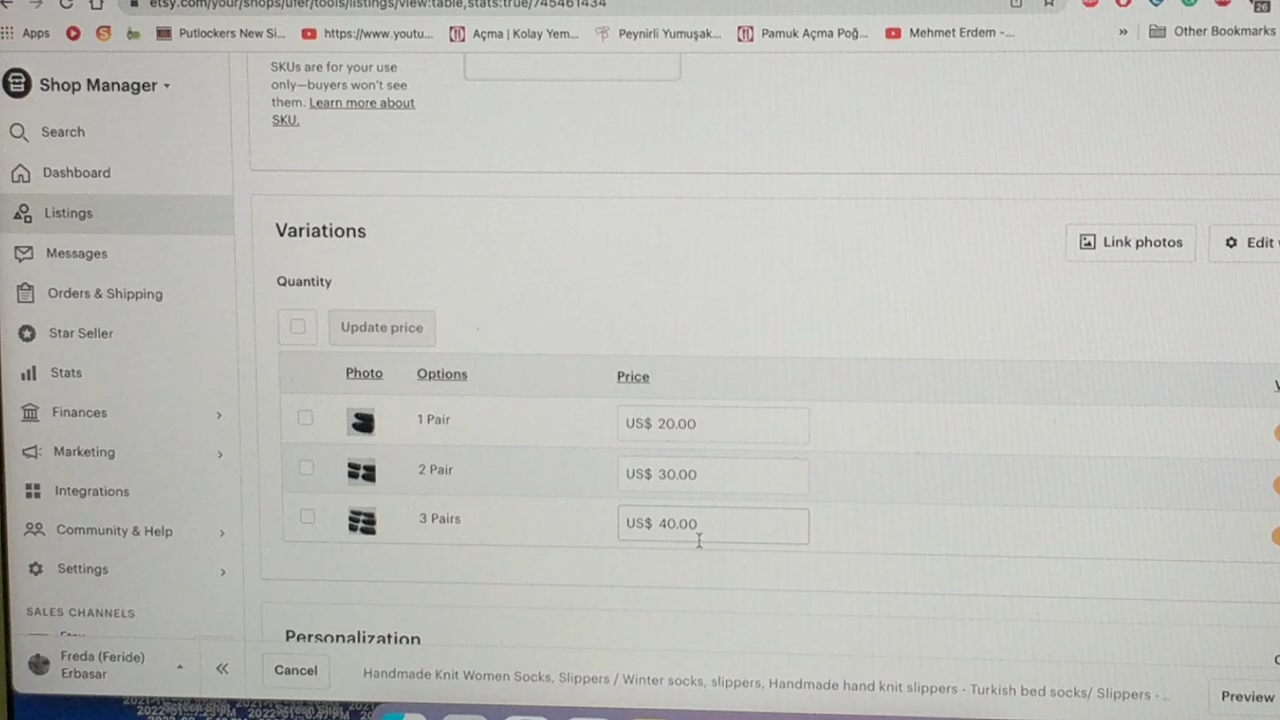 etsy.com/your/shops/ufer/tools/listings/view:table,stats:true/745461434
26
Apps
Putlockers New Si...
https://www.youtu...
Açma | Kolay Yem...
Peynirli Yumuşak...
Pamuk Açma Poğ...
Mehmet Erdem -...
»
Other Bookmarks
Shop Manager
Search
Dashboard
Listings
Messages
Orders & Shipping
Star Seller
Stats
Finances
Marketing
Integrations
Community & Help
Settings
SALES CHANNELS
Freda (Feride)
Erbasar
SKUs are for your use
only—buyers won't see
them. Learn more about
SKU.
Variations
Link photos
Edit
Quantity
Update price
Photo Options Price
1 Pair US$ 20.00
2 Pair US$ 30.00
3 Pairs US$ 40.00
Personalization
Cancel
Handmade Knit Women Socks, Slippers / Winter socks, slippers, Handmade hand knit slippers - Turkish bed socks/ Slippers - ...
Preview